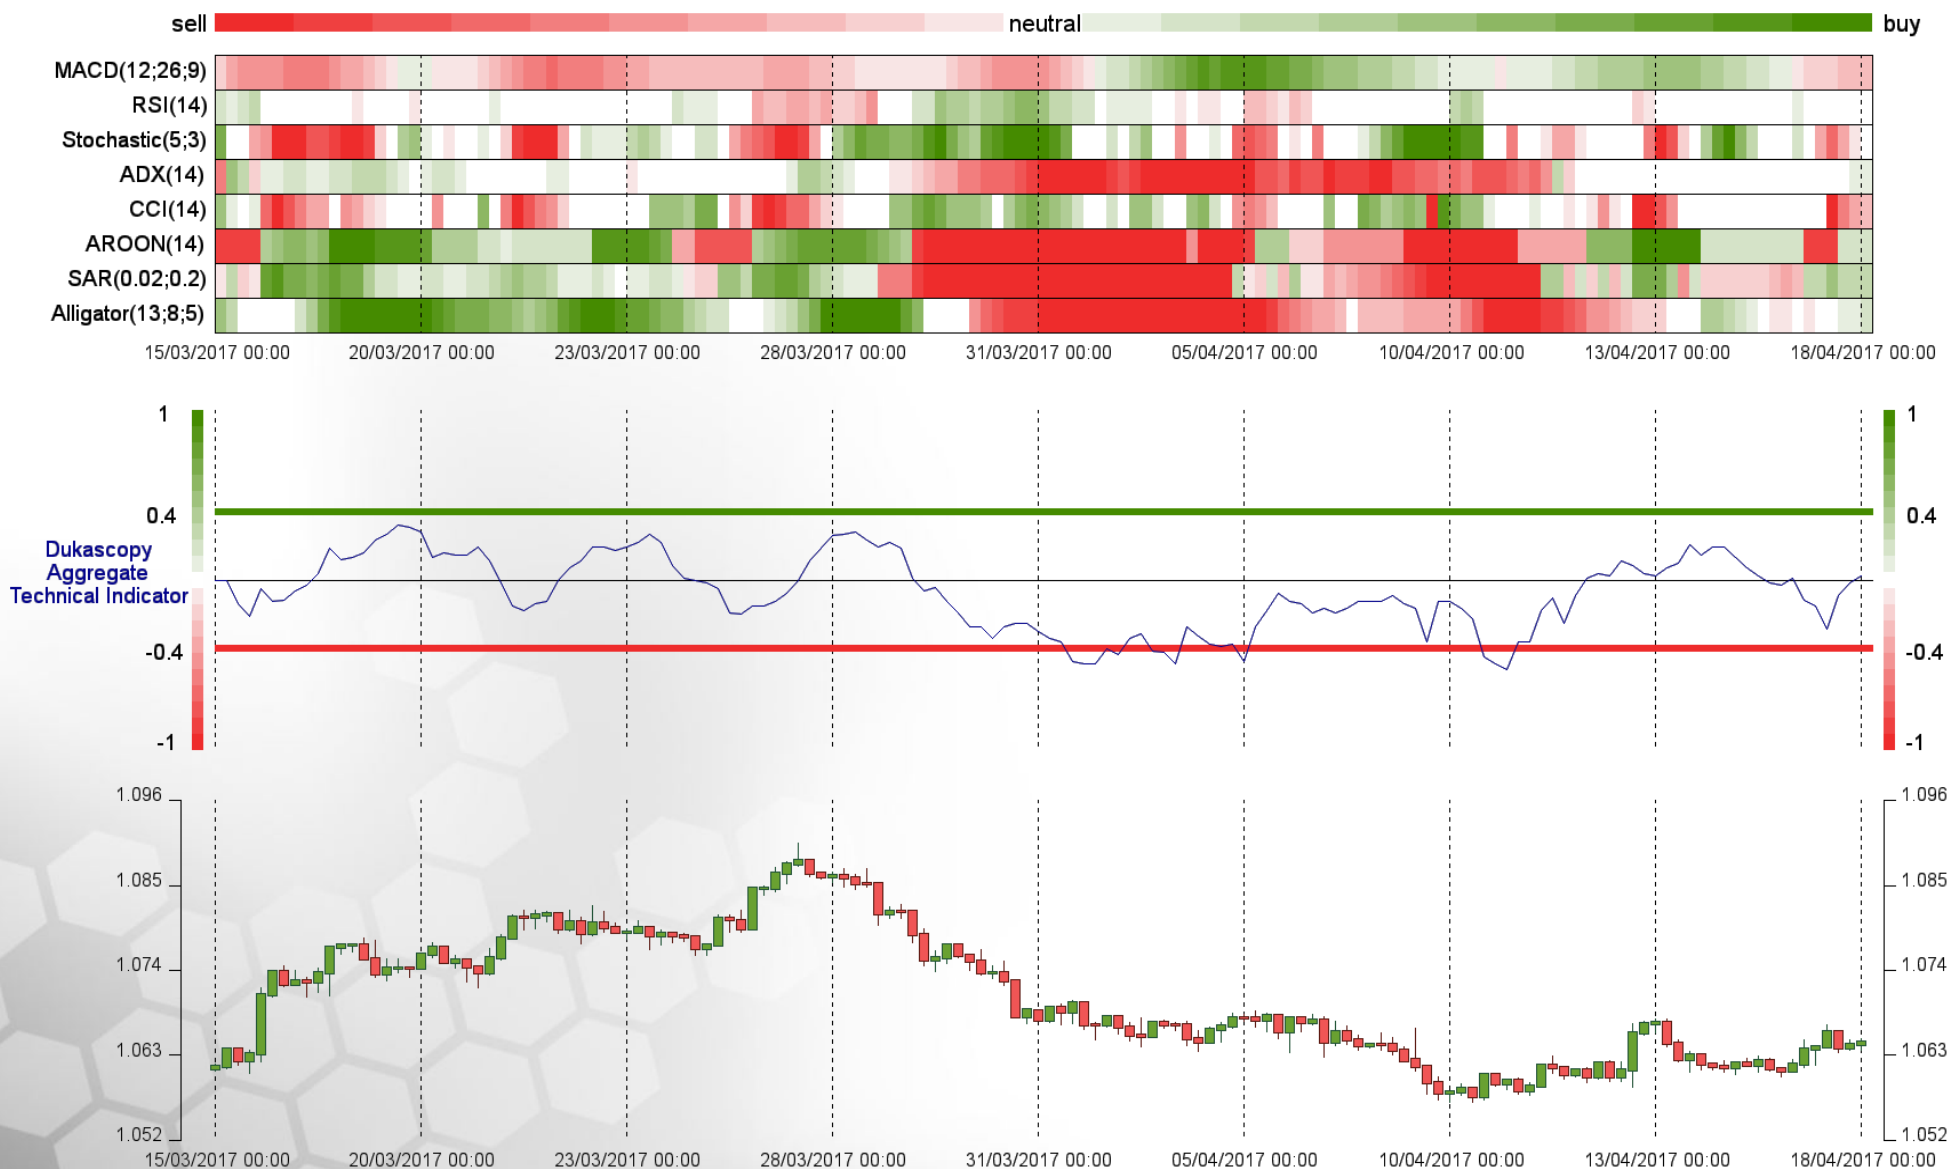 sell neutral buy
MACD(12;26;9)
RSI(14)
Stochastic(5;3)
ADX(14)
CCI(14)
AROON(14)
SAR(0.02;0.2)
Alligator(13;8;5)
15/03/2017 00:00 20/03/2017 00:00 23/03/2017 00:00 28/03/2017 00:00 31/03/2017 00:00 05/04/2017 00:00 10/04/2017 00:00 13/04/2017 00:00 18/04/2017 00:00
1 1
0.4 0.4
Dukascopy
Aggregate
Technical Indicator
-0.4 -0.4
-1 -1
1.096 1.096
1.085 1.085
1.074 1.074
1.063 1.063
1.052 1.052
15/03/2017 00:00 20/03/2017 00:00 23/03/2017 00:00 28/03/2017 00:00 31/03/2017 00:00 05/04/2017 00:00 10/04/2017 00:00 13/04/2017 00:00 18/04/2017 00:00